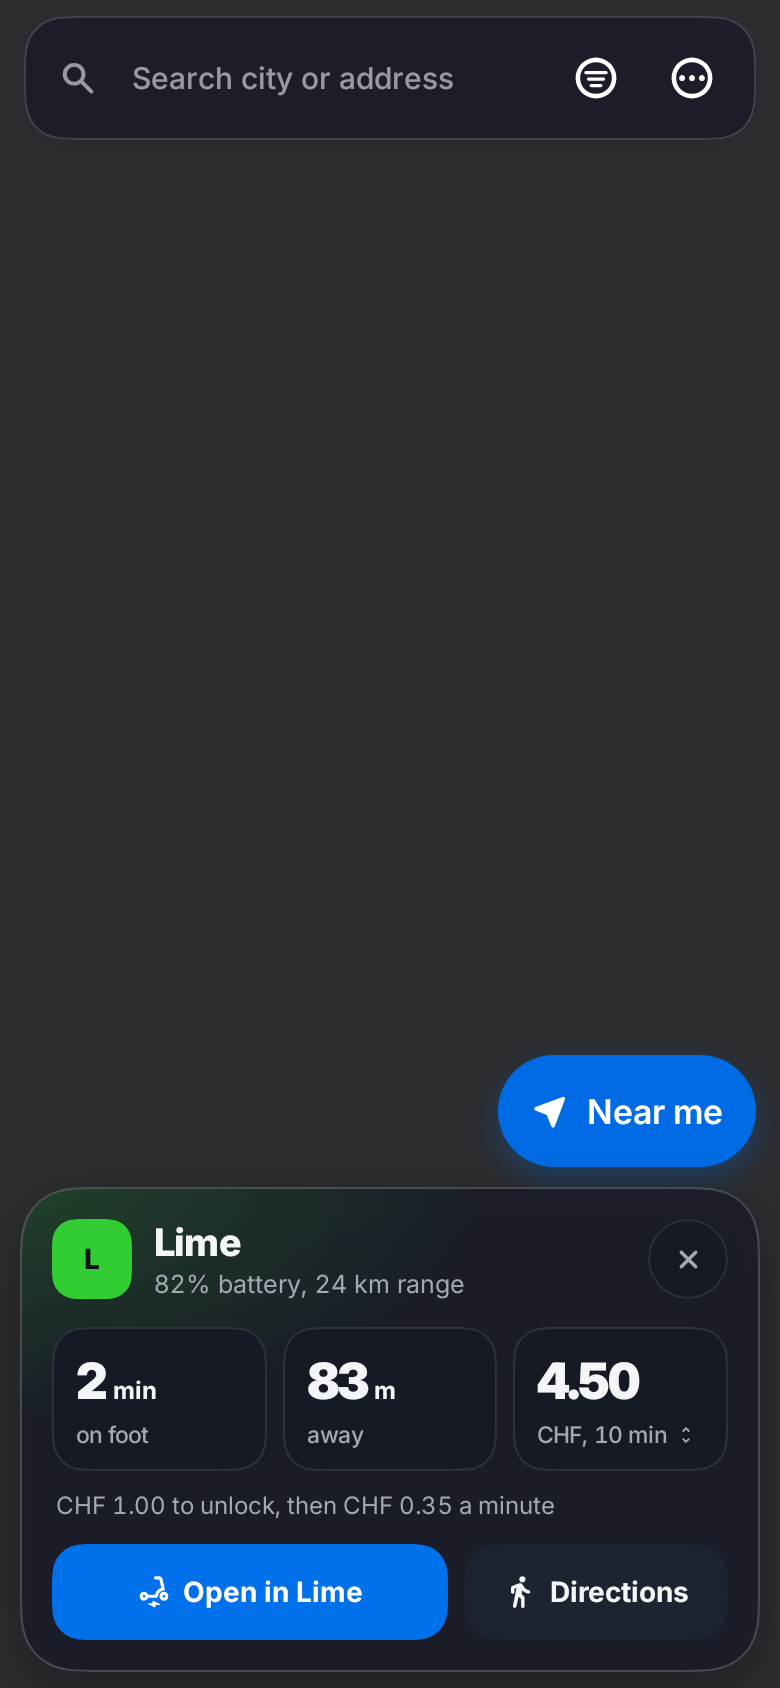 Search city or address
Near me
L
Lime
82% battery, 24 km range
2 min
on foot
83 m
away
4.50
CHF, 10 min
CHF 1.00 to unlock, then CHF 0.35 a minute
Open in Lime
Directions